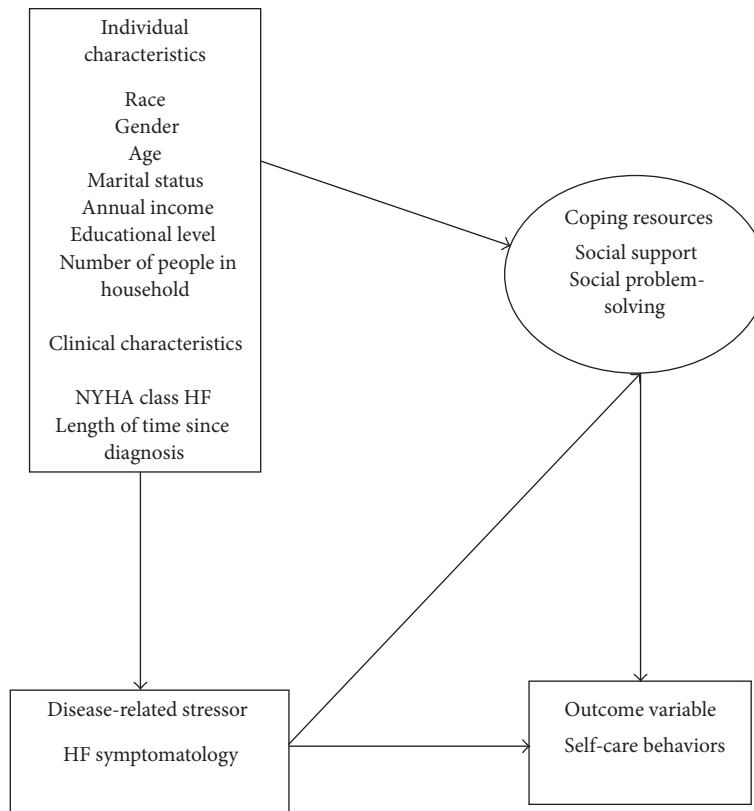 Individual
characteristics
Race
Gender
Age
Marital status
Annual income
Educational level
Number of people in
household
Clinical characteristics
NYHA class HF
Length of time since
diagnosis
Coping resources
Social support
Social problem-
solving
Disease-related stressor
HF symptomatology
Outcome variable
Self-care behaviors